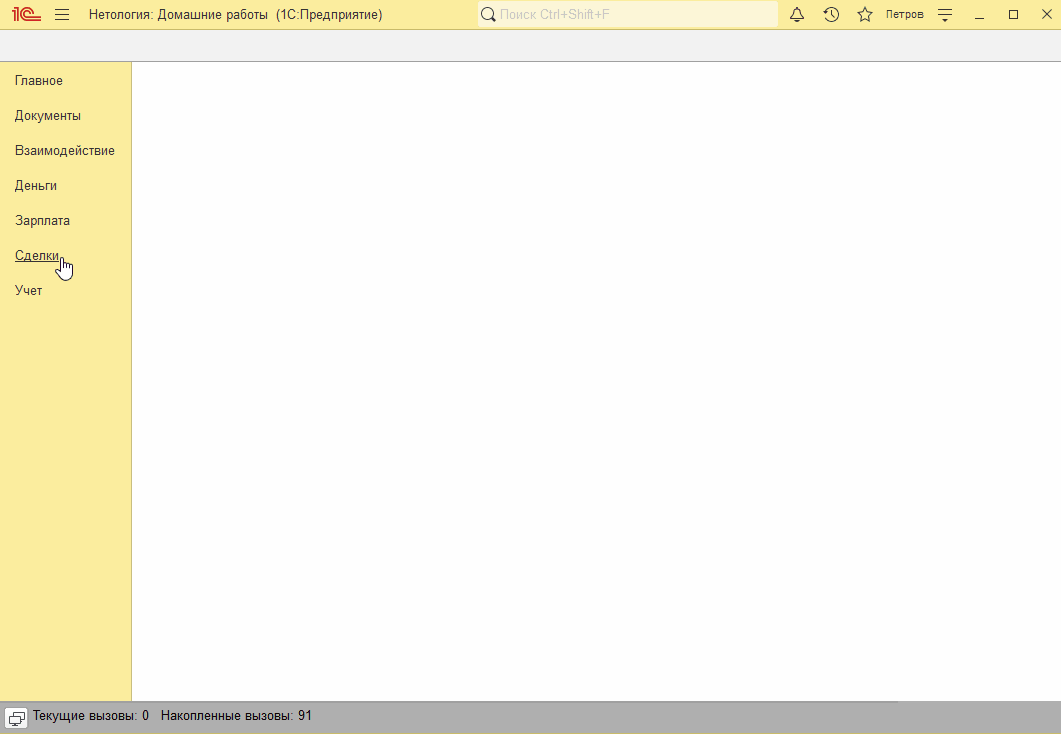 1С Нетология: Домашние работы (1С:Предприятие) Поиск Ctrl+Shift+F Петров
Главное
Документы
Взаимодействие
Деньги
Зарплата
Сделки
Учет
Текущие вызовы: 0 Накопленные вызовы: 91